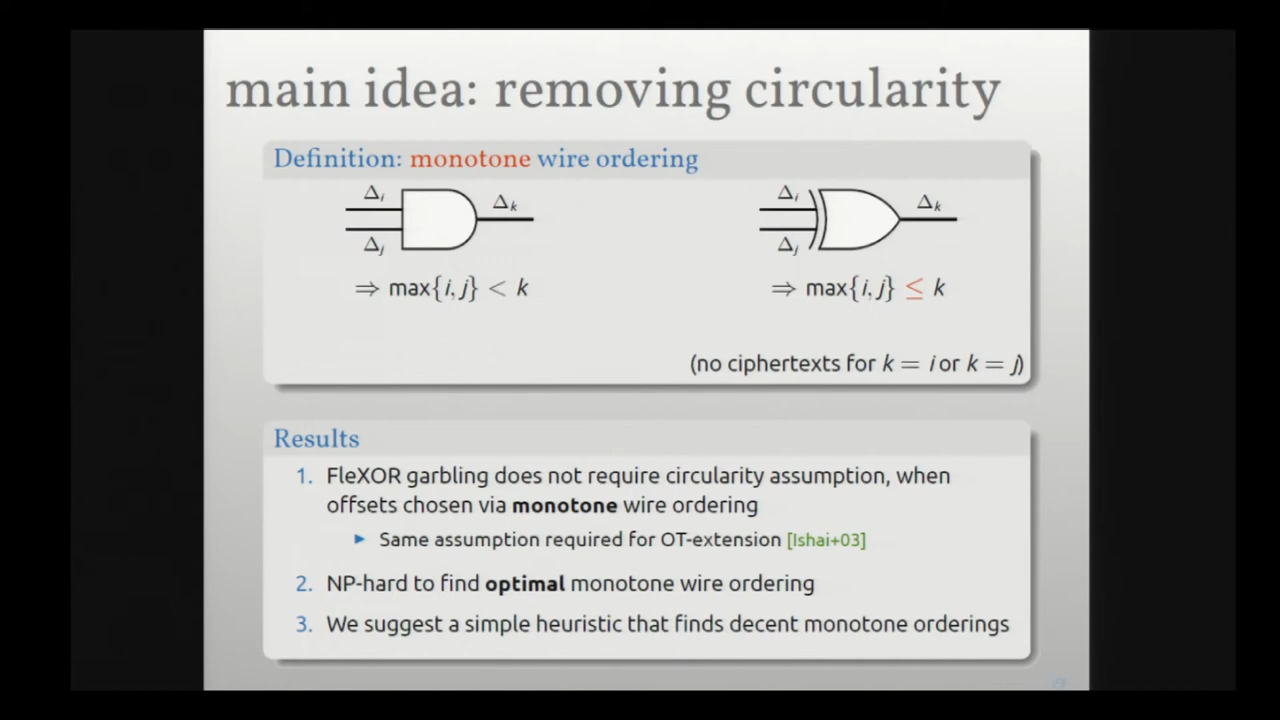 main idea: removing circularity
Definition: monotone wire ordering
Δi Δk Δi Δk
Δj Δj
⇒ max{i, j} < k ⇒ max{i, j} ≤ k
(no ciphertexts for k = i or k = j)
Results
1. FleXOR garbling does not require circularity assumption, when
offsets chosen via monotone wire ordering
▶ Same assumption required for OT-extension [Ishai+03]
2. NP-hard to find optimal monotone wire ordering
3. We suggest a simple heuristic that finds decent monotone orderings